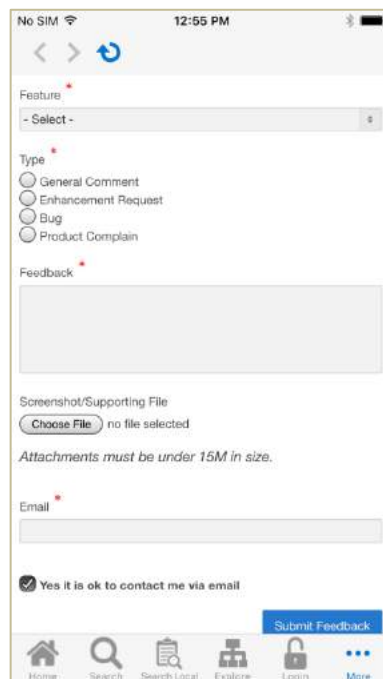 No SIM 12:55 PM
Feature *
- Select -
Type *
General Comment
Enhancement Request
Bug
Product Complain
Feedback *
Screenshot/Supporting File
Choose File no file selected
Attachments must be under 15M in size.
Email *
Yes it is ok to contact me via email
Submit Feedback
Home Search Search Local Explore Login More